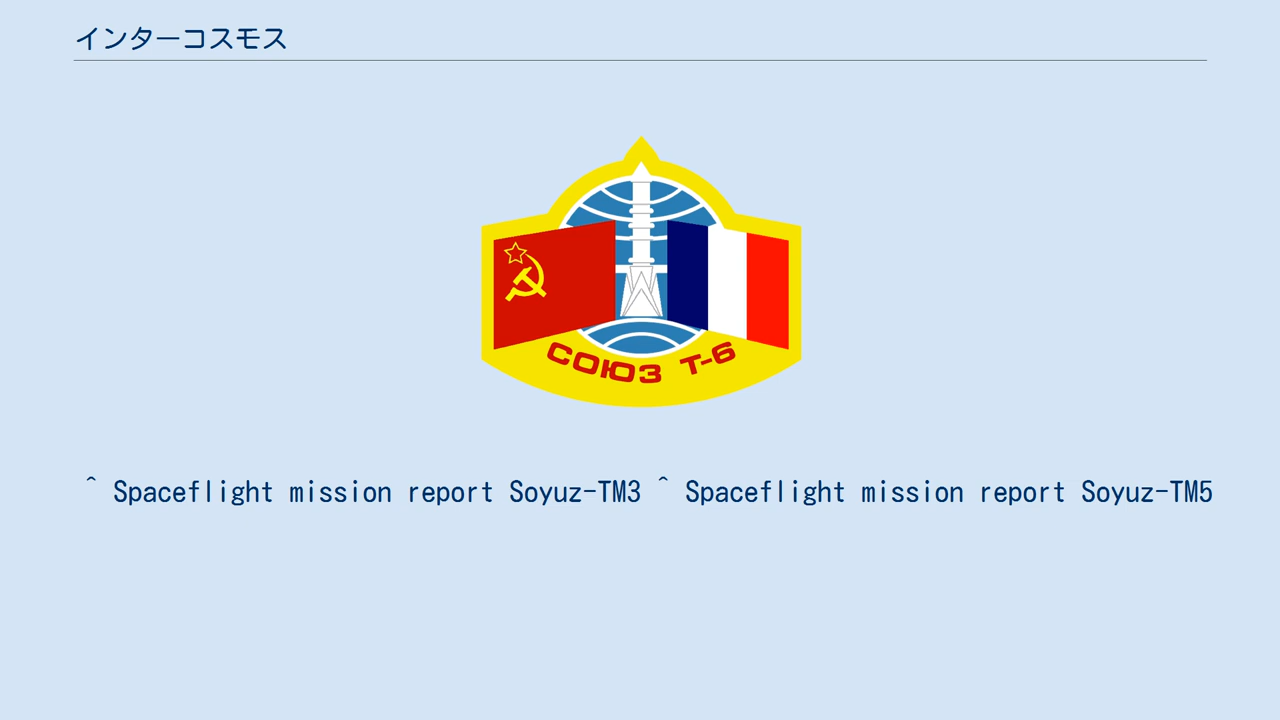 インターコスモス
СОЮЗ Т-6
^ Spaceflight mission report Soyuz-TM3 ^ Spaceflight mission report Soyuz-TM5